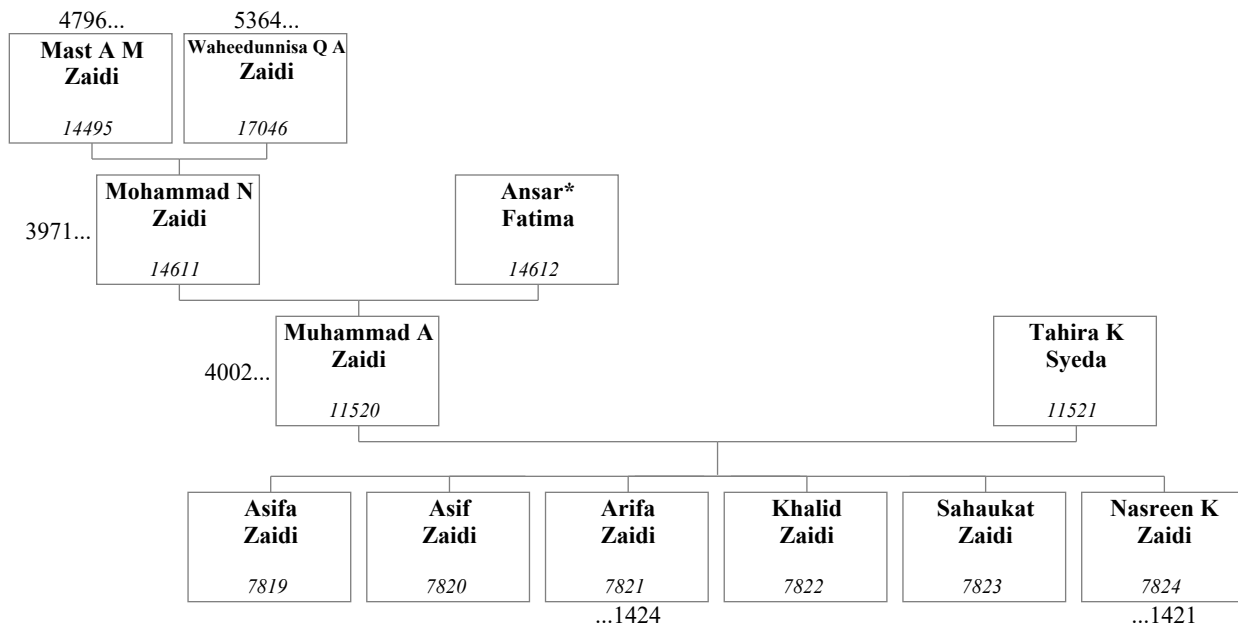 4796...
5364...
Mast A M
Zaidi
14495
Waheedunnisa Q A
Zaidi
17046
3971...
Mohammad N
Zaidi
14611
Ansar*
Fatima
14612
4002...
Muhammad A
Zaidi
11520
Tahira K
Syeda
11521
Asifa
Zaidi
7819
Asif
Zaidi
7820
Arifa
Zaidi
7821
...1424
Khalid
Zaidi
7822
Sahaukat
Zaidi
7823
Nasreen K
Zaidi
7824
...1421